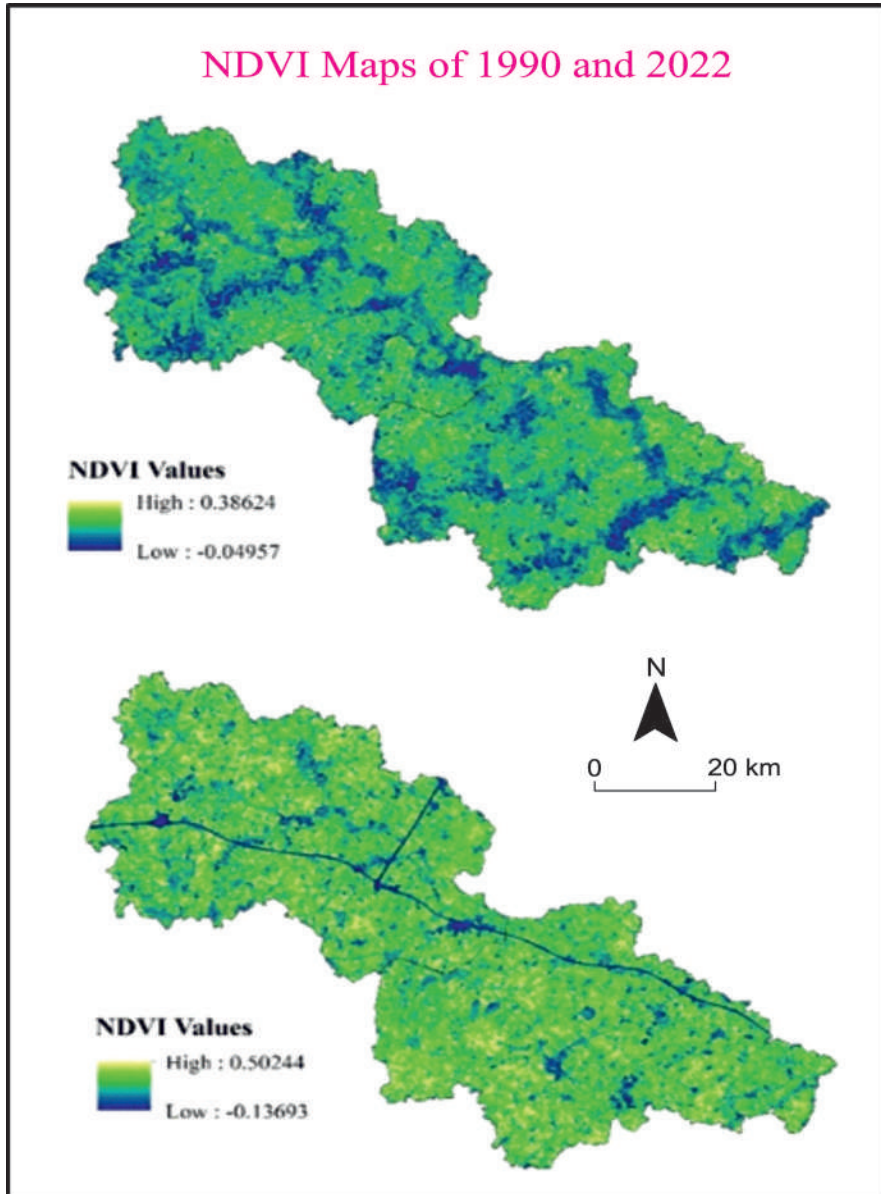 NDVI Maps of 1990 and 2022
NDVI Values
High : 0.38624
Low : -0.04957
N
0 20 km
NDVI Values
High : 0.50244
Low : -0.13693